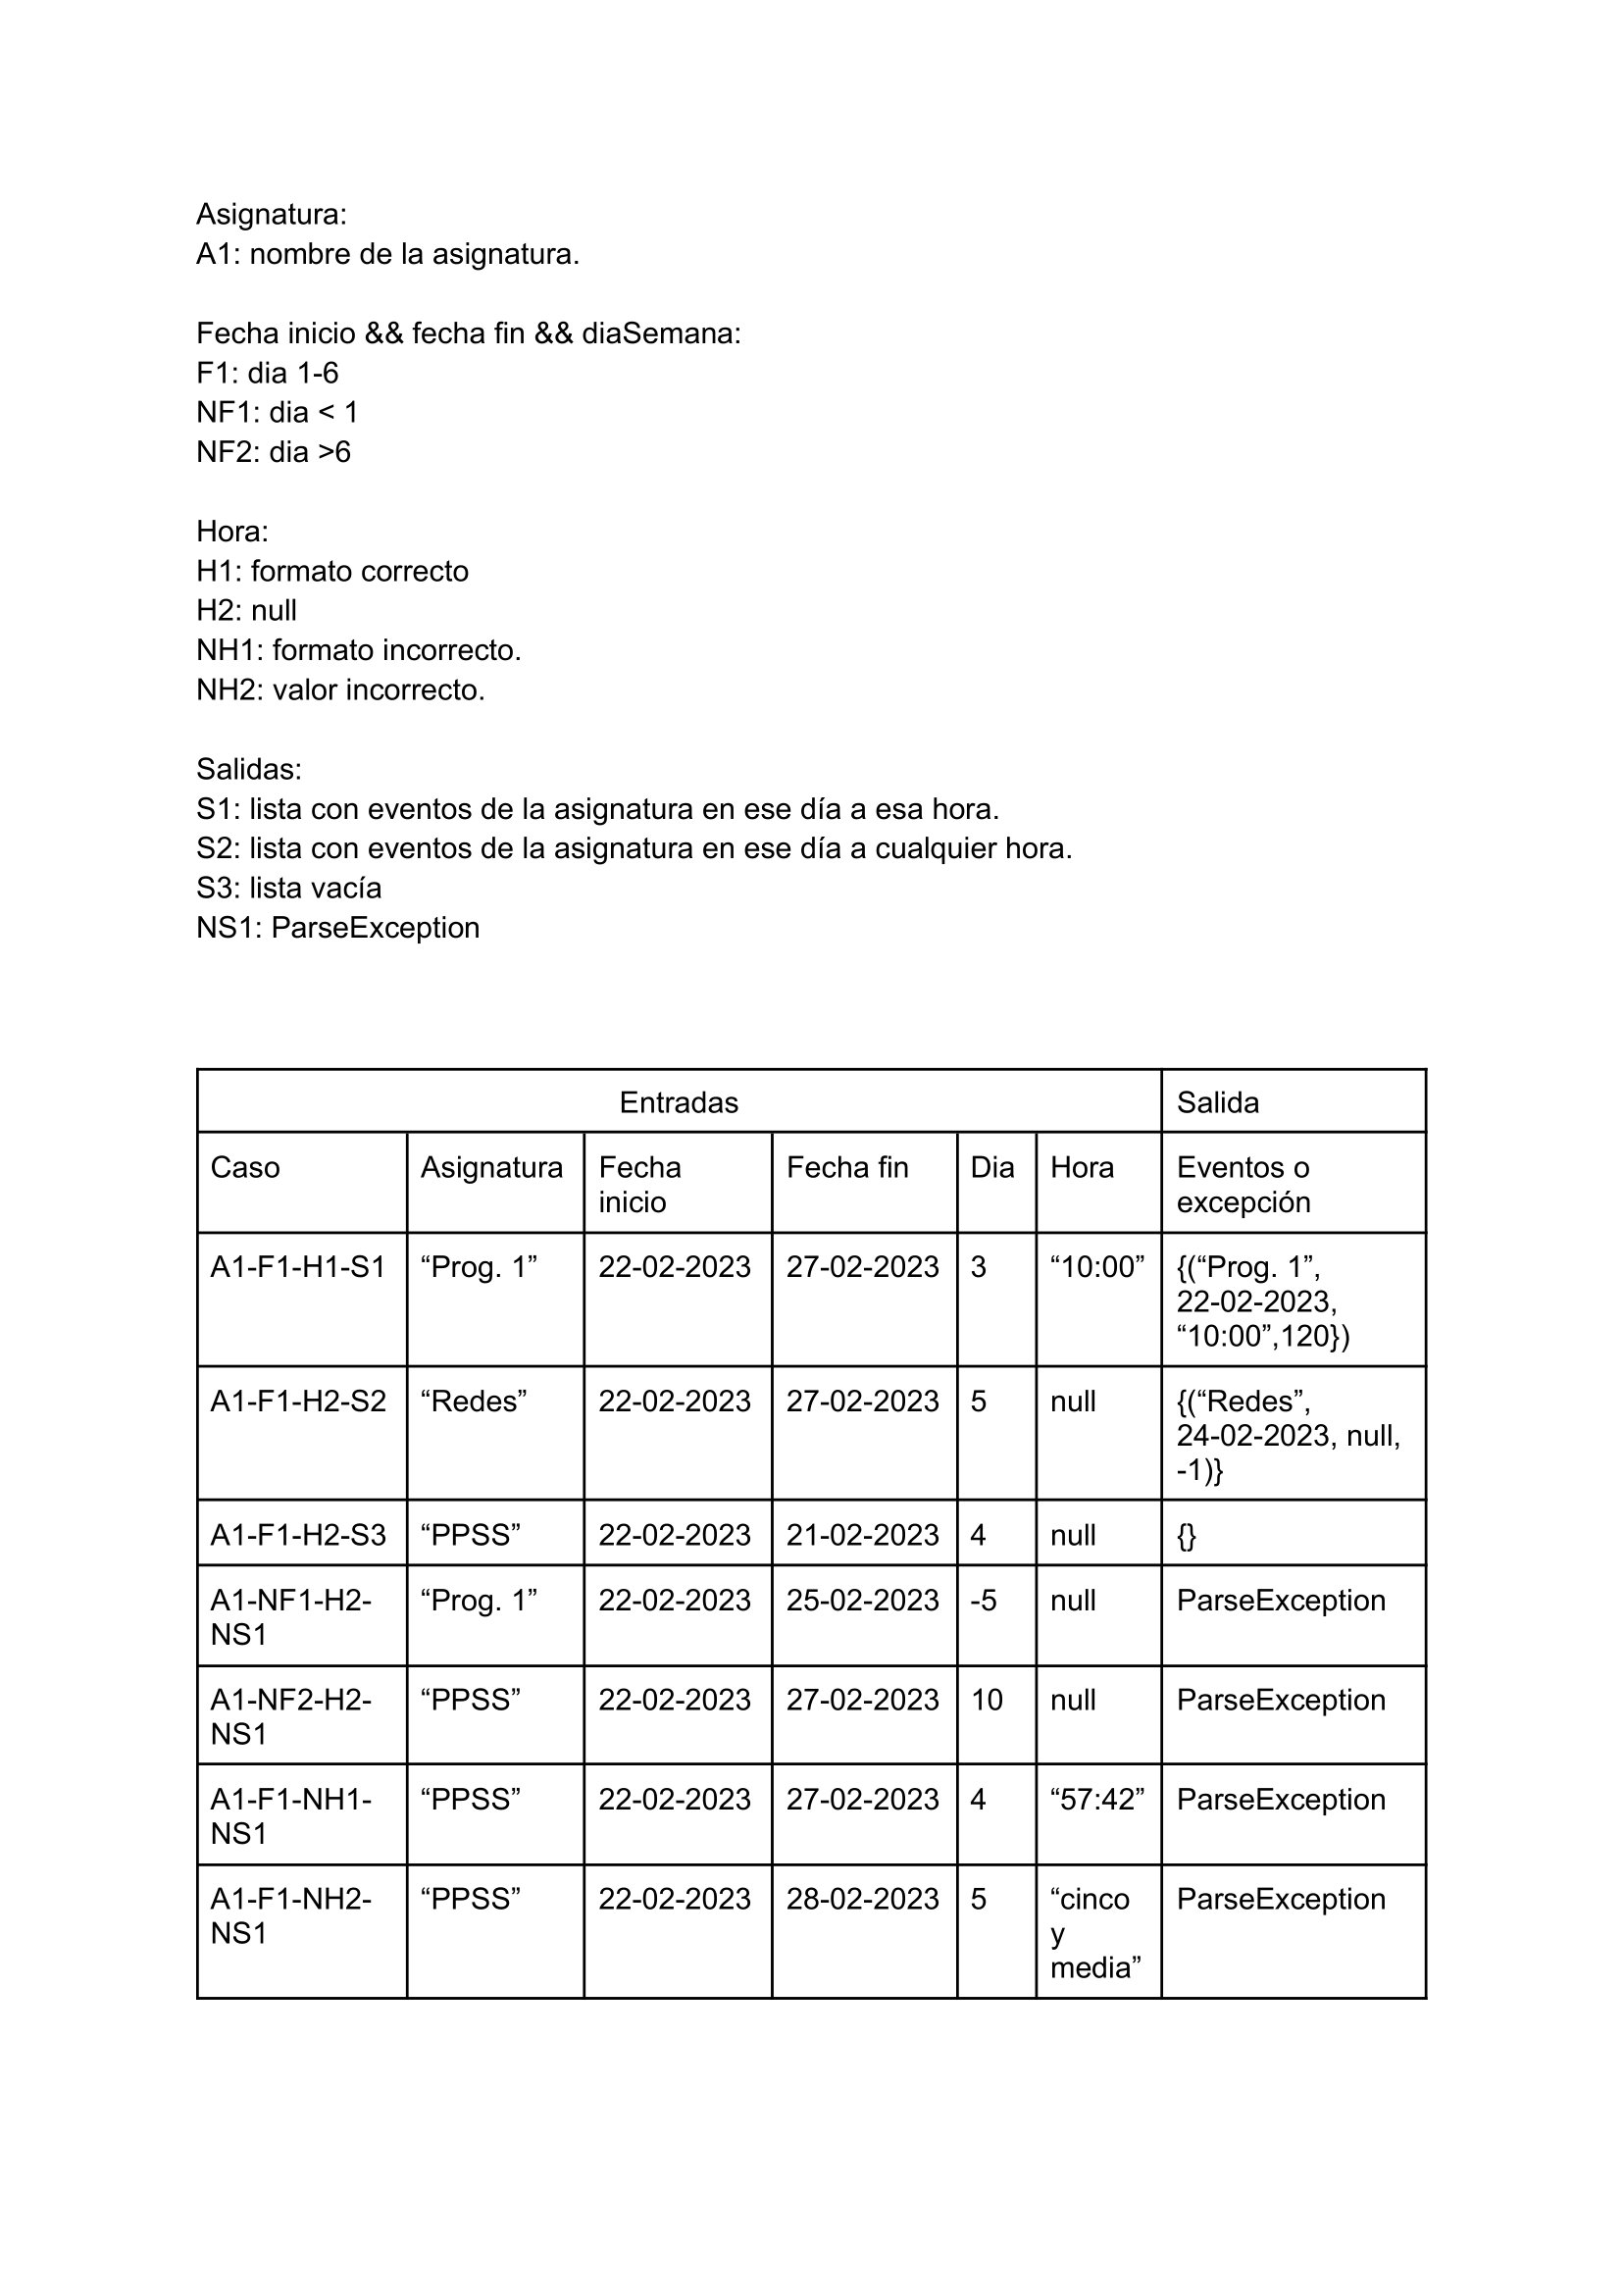 Asignatura:
A1: nombre de la asignatura.
Fecha inicio && fecha fin && diaSemana:
F1: dia 1-6
NF1: dia < 1
NF2: dia >6
Hora:
H1: formato correcto
H2: null
NH1: formato incorrecto.
NH2: valor incorrecto.
Salidas:
S1: lista con eventos de la asignatura en ese día a esa hora.
S2: lista con eventos de la asignatura en ese día a cualquier hora.
S3: lista vacía
NS1: ParseException
Entradas Salida
Caso Asignatura Fecha Fecha fin Dia Hora Eventos o
inicio excepción
A1-F1-H1-S1 “Prog. 1” 22-02-2023 27-02-2023 3 “10:00” {(“Prog. 1”,
22-02-2023,
“10:00”,120})
A1-F1-H2-S2 “Redes” 22-02-2023 27-02-2023 5 null {(“Redes”,
24-02-2023, null,
-1)}
A1-F1-H2-S3 “PPSS” 22-02-2023 21-02-2023 4 null {}
A1-NF1-H2- “Prog. 1” 22-02-2023 25-02-2023 -5 null ParseException
NS1
A1-NF2-H2- “PPSS” 22-02-2023 27-02-2023 10 null ParseException
NS1
A1-F1-NH1- “PPSS” 22-02-2023 27-02-2023 4 “57:42” ParseException
NS1
A1-F1-NH2- “PPSS” 22-02-2023 28-02-2023 5 “cinco ParseException
NS1 y
media”